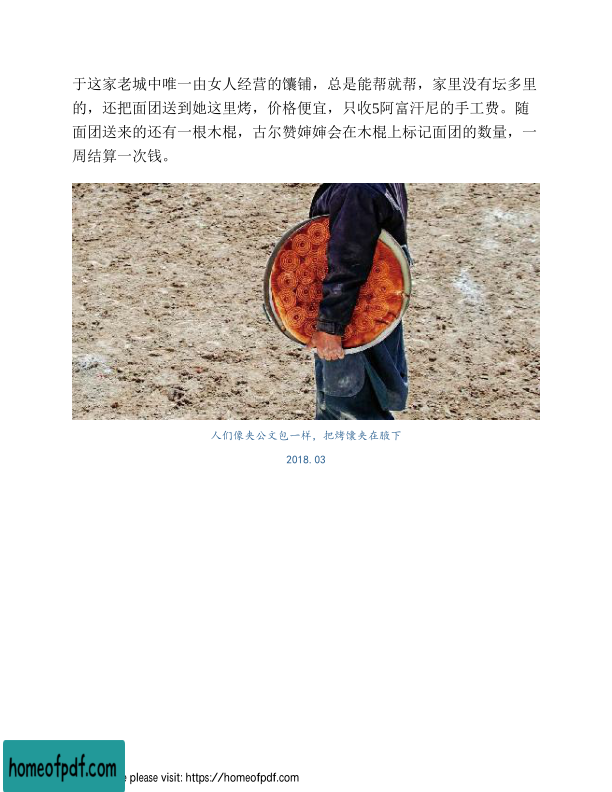 于这家老城中唯一由女人经营的馕铺，总是能帮就帮，家里没有坛多里
的，还把面团送到她这里烤，价格便宜，只收5阿富汗尼的手工费。随
面团送来的还有一根木棍，古尔赞婶婶会在木棍上标记面团的数量，一
周结算一次钱。
人们像夹公文包一样，把烤馕夹在腋下
2018.03
homeofpdf.com
e please visit: https://homeofpdf.com